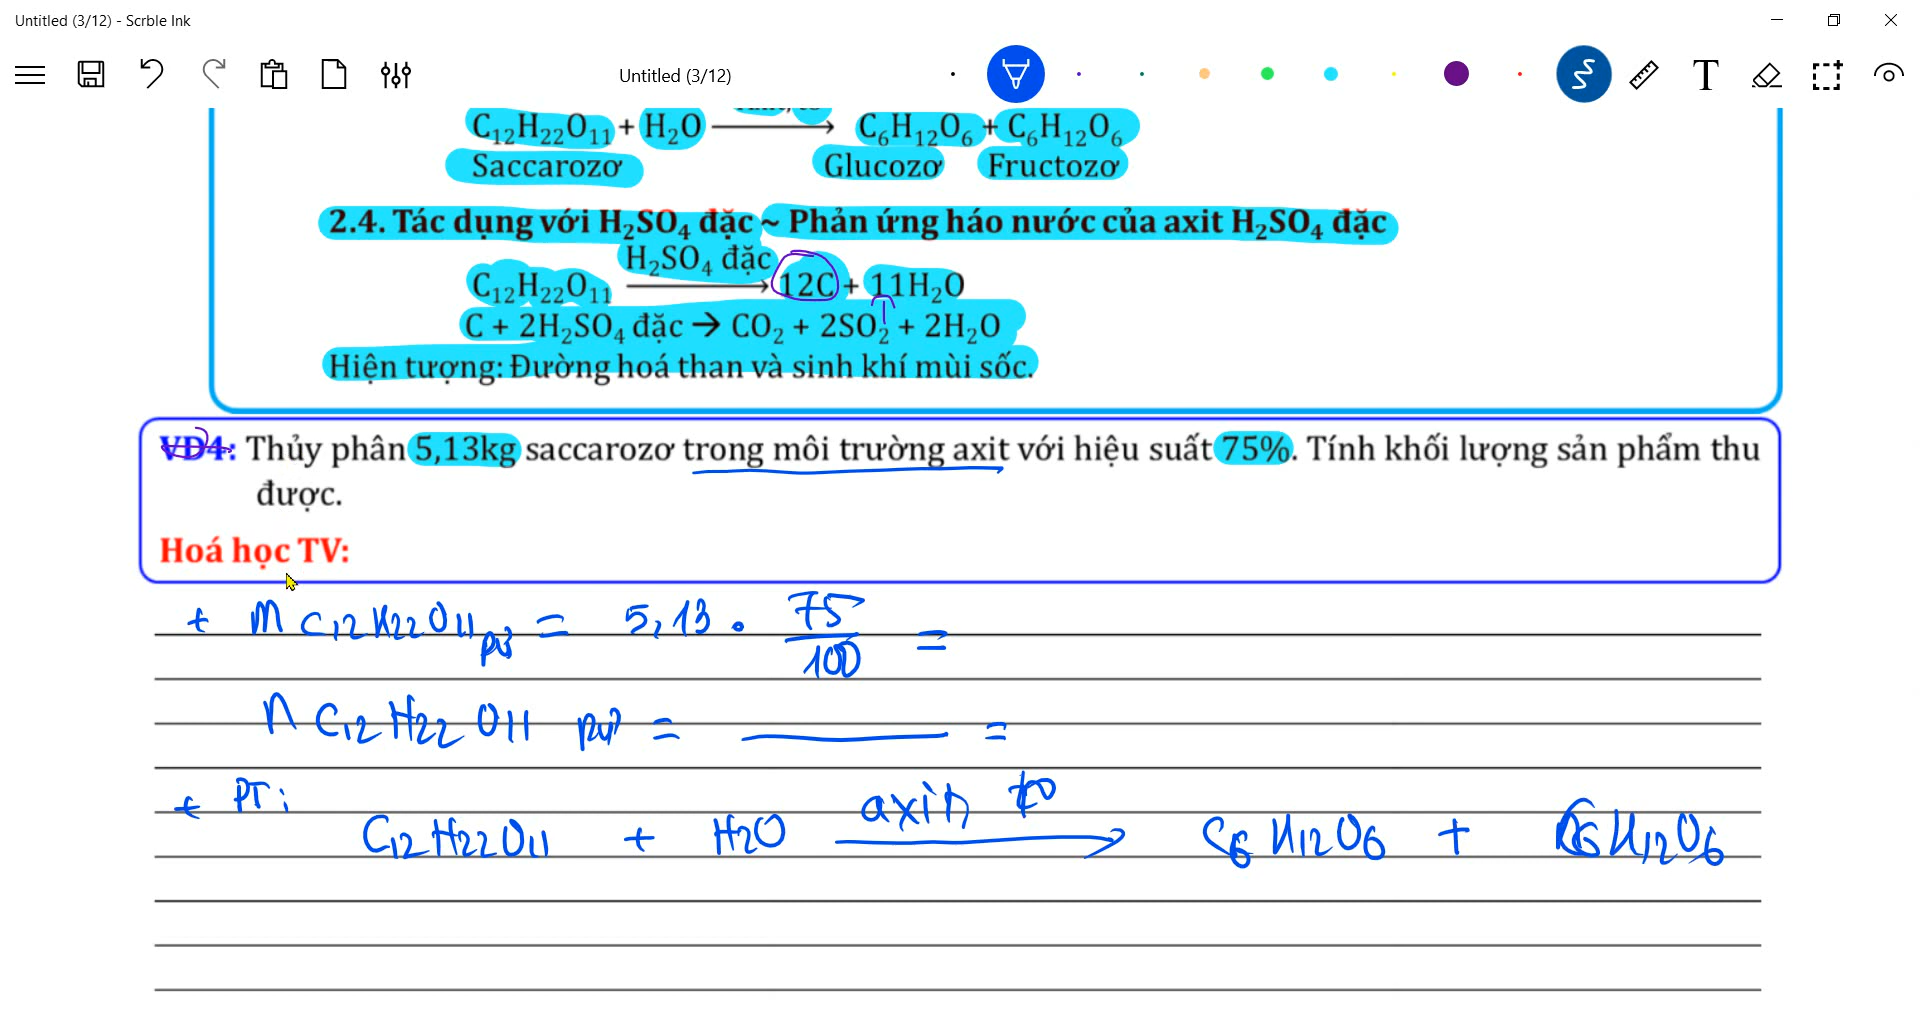 Untitled (3/12) - Scrble Ink
Untitled (3/12)
T
C12H22O11 + H2O ⟶ C6H12O6 + C6H12O6
Saccarozơ Glucozơ Fructozơ
2.4. Tác dụng với H2SO4 đặc ~ Phản ứng háo nước của axit H2SO4 đặc
H2SO4 đặc
C12H22O11 ⟶ 12C + 11H2O
C + 2H2SO4 đặc → CO2 + 2SO2 + 2H2O
Hiện tượng: Đường hoá than và sinh khí mùi sốc.
VD4: Thủy phân 5,13kg saccarozơ trong môi trường axit với hiệu suất 75%. Tính khối lượng sản phẩm thu
được.
Hoá học TV:
+ m C12H22O11 pứ = 5,13 . 75/100 =
n C12H22O11 pứ = =
+ PT:
axit, t0
C12H22O11 + H2O ⟶ C6H12O6 + C6H12O6